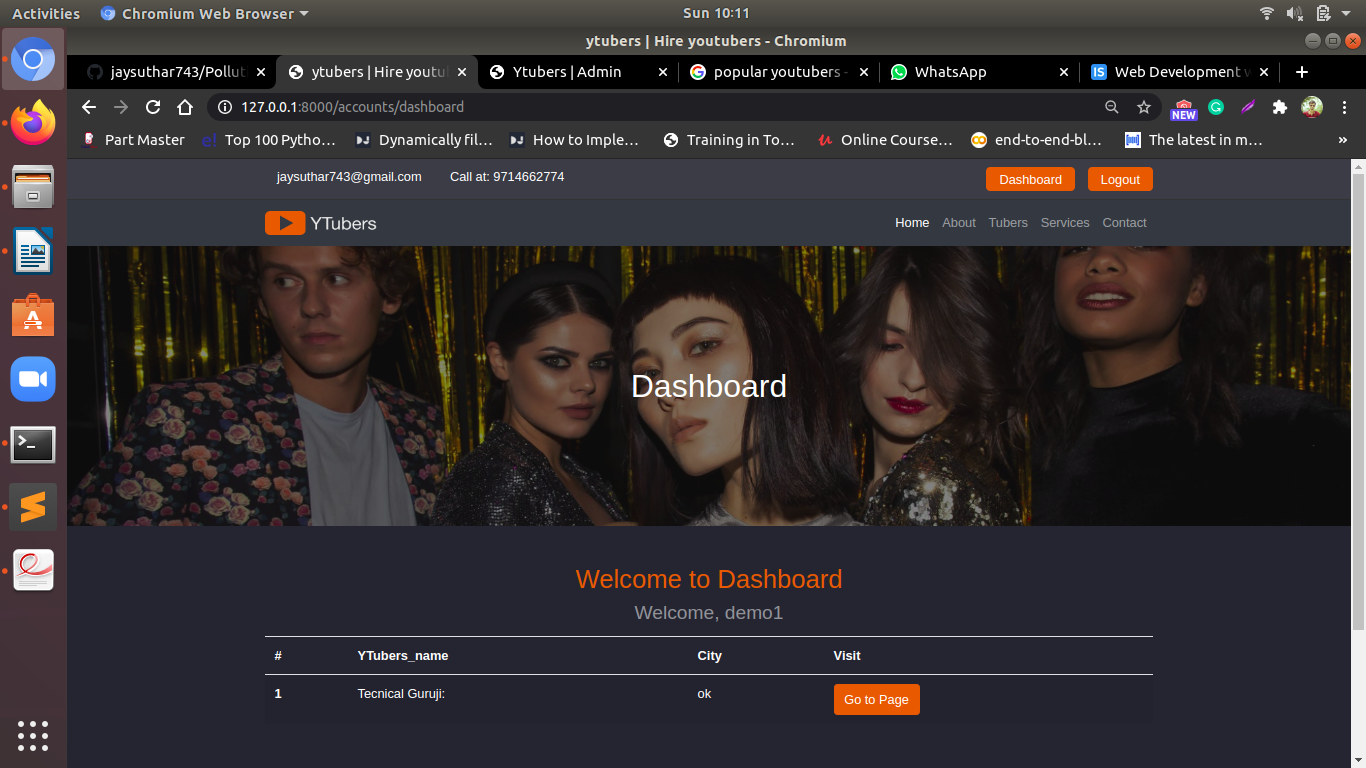 Activities Chromium Web Browser Sun 10:11
ytubers | Hire youtubers - Chromium
jaysuthar743/Pollut ytubers | Hire youtu Ytubers | Admin popular youtubers - WhatsApp Web Development w
127.0.0.1:8000/accounts/dashboard NEW
Part Master Top 100 Pytho… Dynamically fil… How to Imple… Training in To… Online Course… end-to-end-bl… The latest in m… »
jaysuthar743@gmail.com Call at: 9714662774 Dashboard Logout
YTubers Home About Tubers Services Contact
Dashboard
Welcome to Dashboard
Welcome, demo1
# YTubers_name City Visit
1 Tecnical Guruji: ok Go to Page